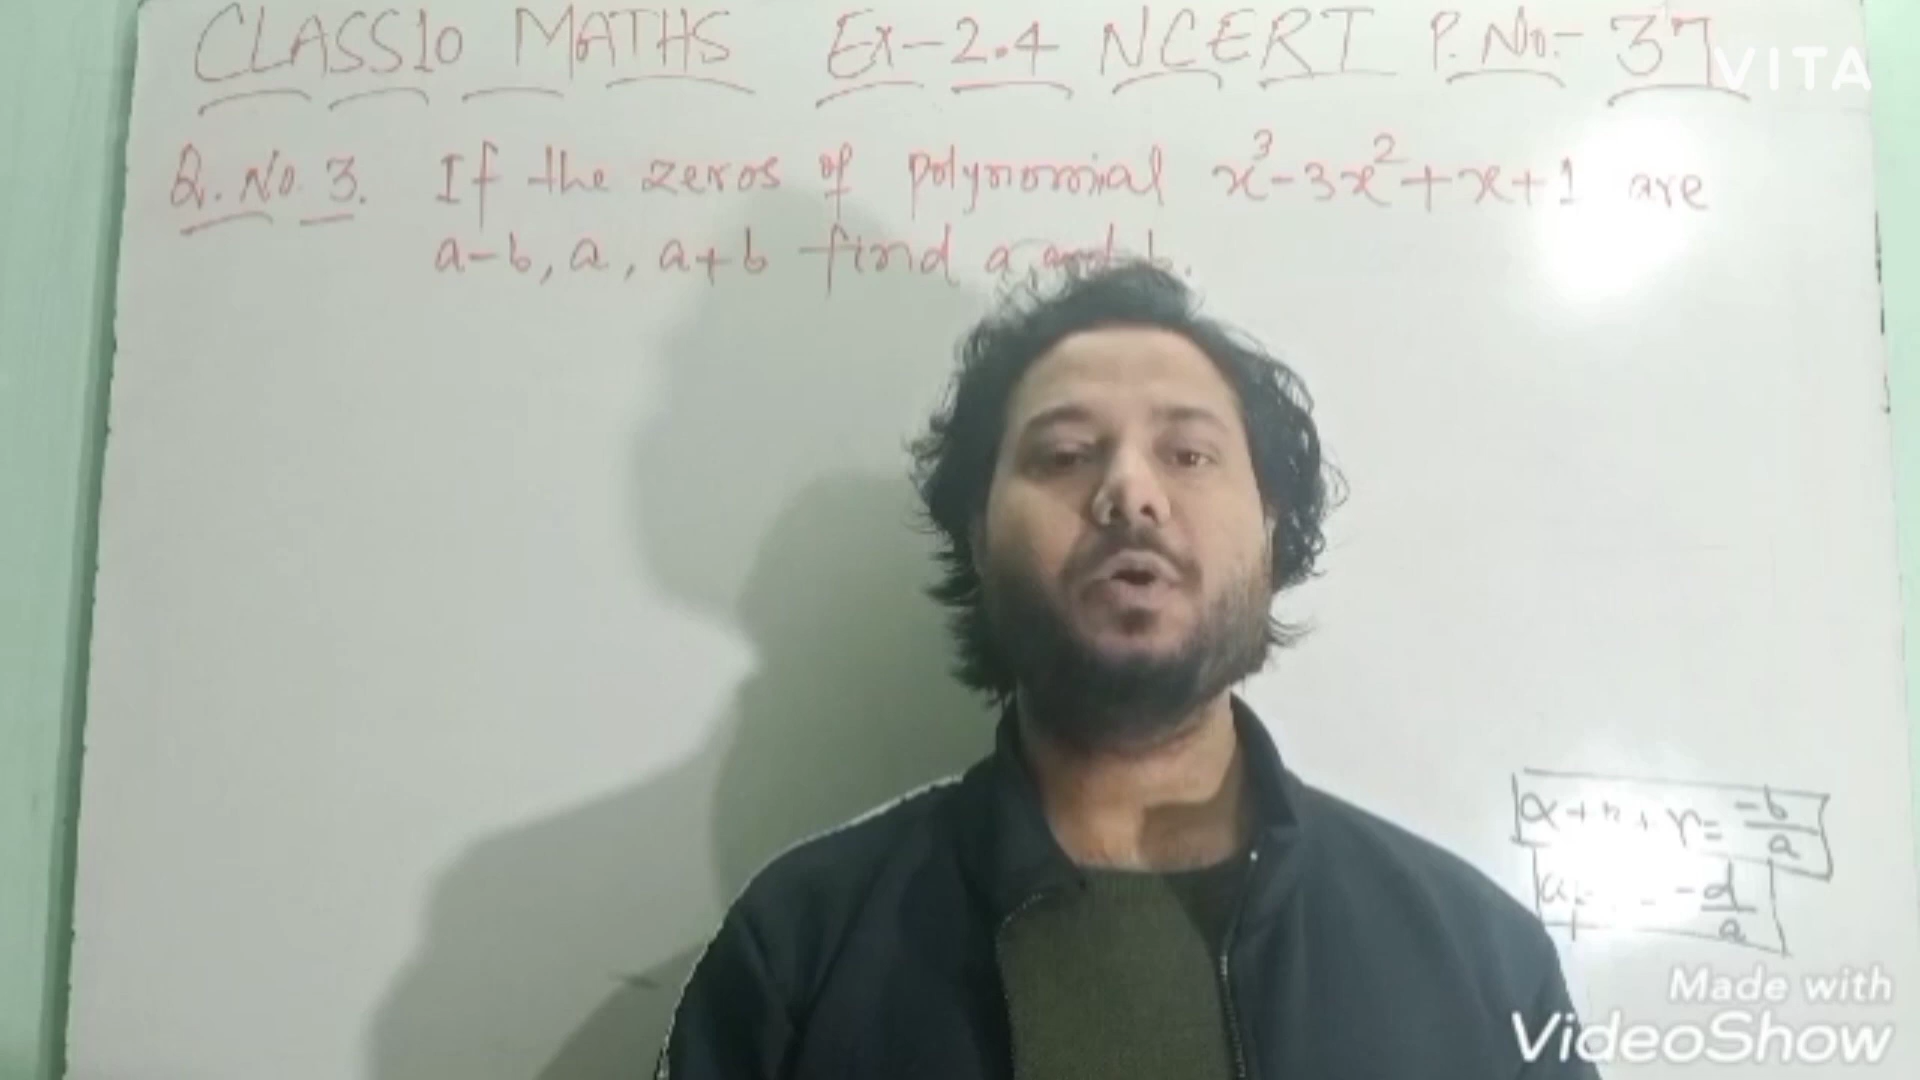 CLASS10 MATHS Ex-2.4 NCERT P.No:- 37
VITA
Q. No. 3. If the zeros of polynomial x³-3x²+x+1 are
a-b, a, a+b find a, and b.
α+ + γ= -b/a
- d/a
Made with
VideoShow